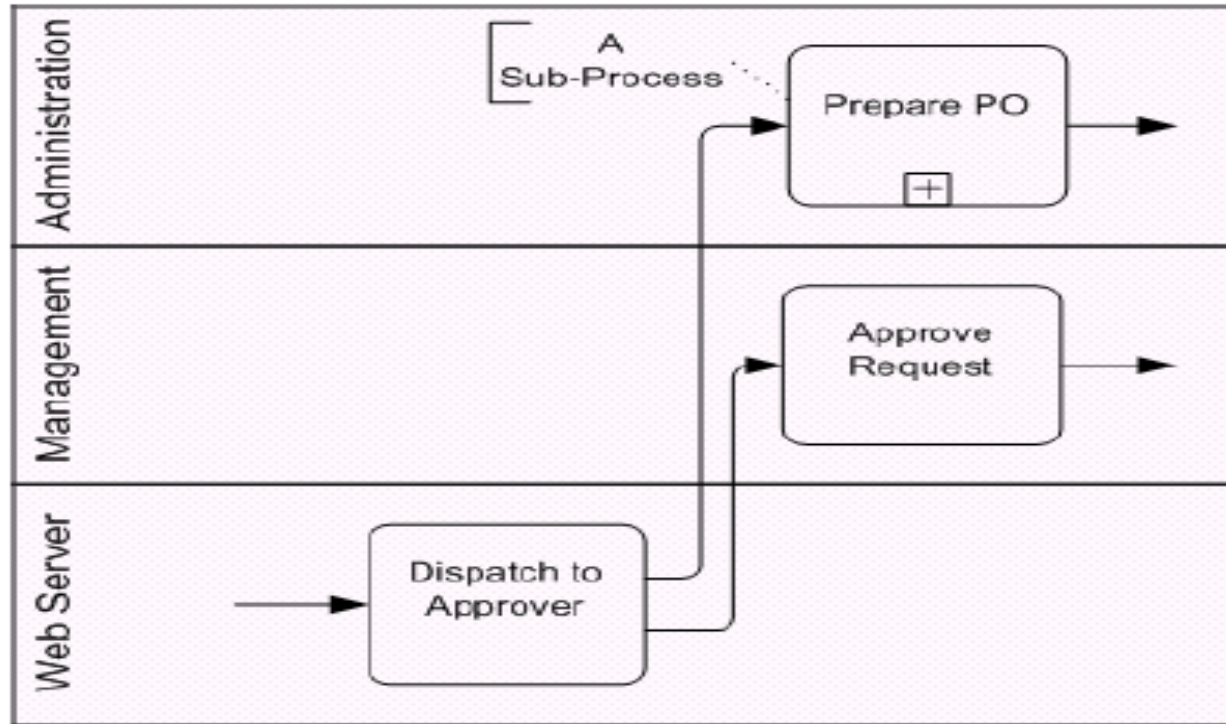 Administration
A
Sub-Process
Prepare PO
Management
Approve
Request
Web Server
Dispatch to
Approver